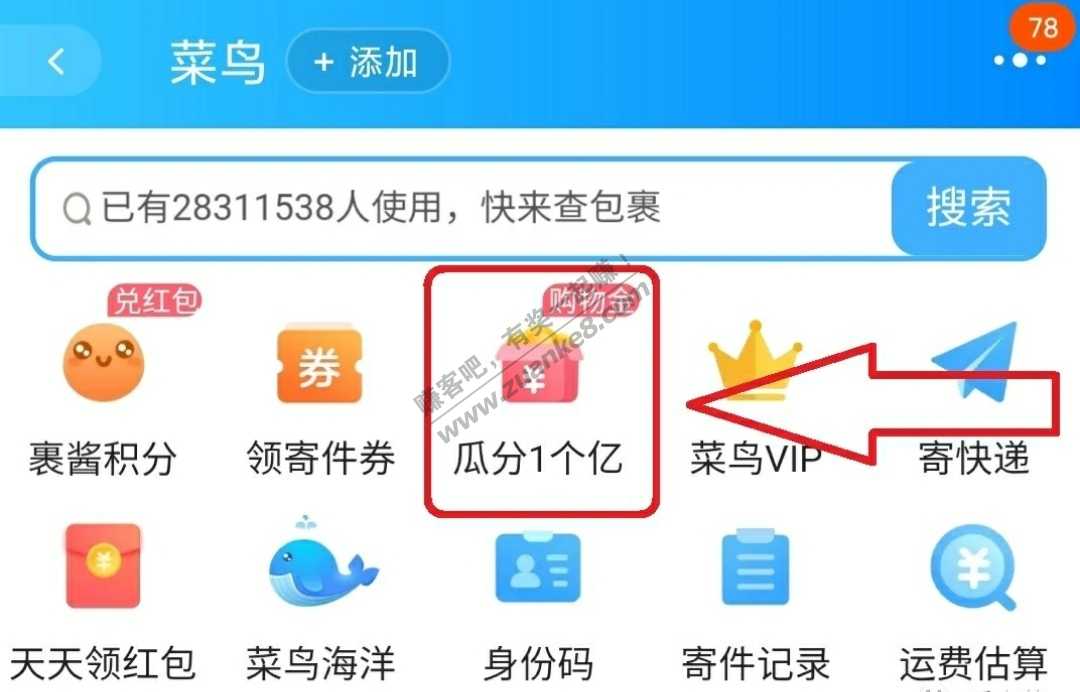 78
菜鸟 + 添加
已有28311538人使用，快来查包裹 搜索
兑红包 购物金
券 ¥
赚客吧，有奖一起赚！
www.zuanke8.com
裹酱积分 领寄件券 瓜分1个亿 菜鸟VIP 寄快递
¥ ¥
天天领红包 菜鸟海洋 身份码 寄件记录 运费估算